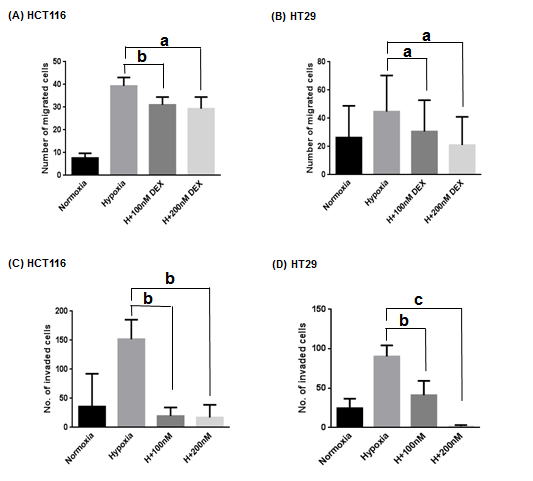 (A) HCT116
a
b
Number of migrated cells
50
40
30
20
10
0
Normoxia
Hypoxia
H+100nM DEX
H+200nM DEX
(B) HT29
a
a
Number of migrated cells
80
60
40
20
0
Normoxia
Hypoxia
H+100nM DEX
H+200nM DEX
(C) HCT116
b
b
No. of invaded cells
200
150
100
50
0
Normoxia
Hypoxia
H+100nM
H+200nM
(D) HT29
c
b
No. of invaded cells
150
100
50
0
Normoxia
Hypoxia
H+100nM
H+200nM